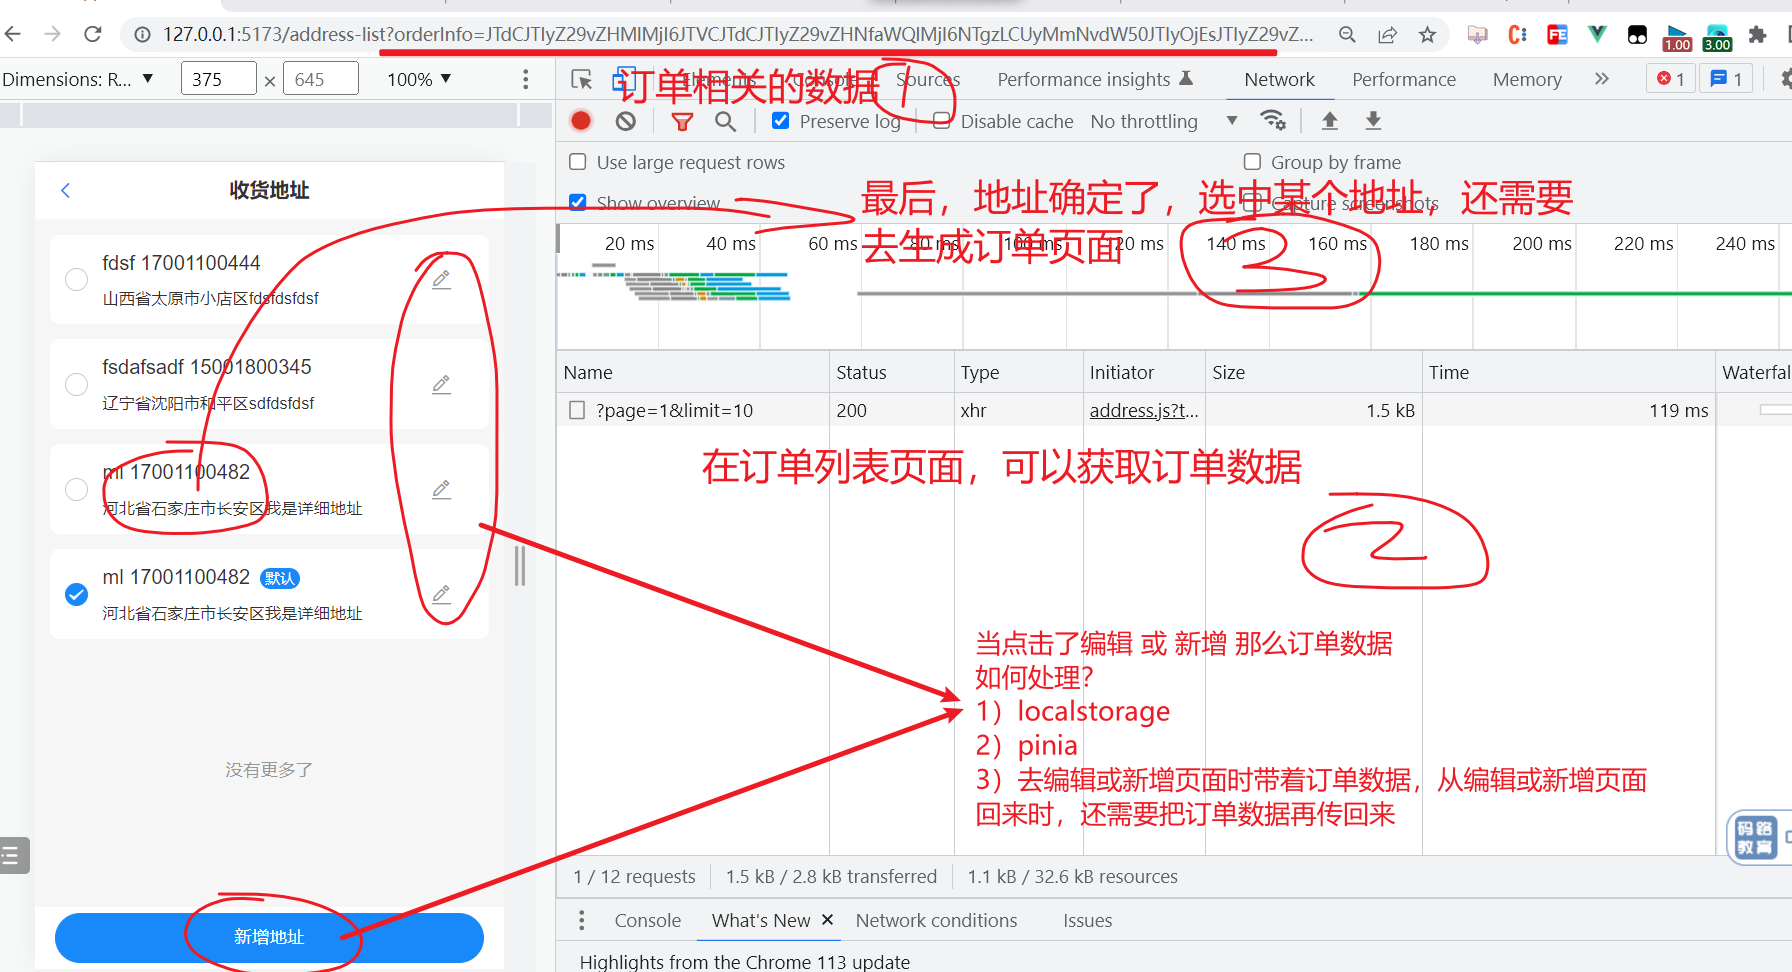 127.0.0.1:5173/address-list?orderInfo=JTdCJTIyZ29vZHMlMjI6JTVCJTdCJTIyZ29vZHNfaWQlMjI6NTgzLCUyMmNvdW50JTIyOjEsJTIyZ29vZ...
1.00
3.00
Dimensions: R... ▼ 375 × 645 100% ▼
Elements Console Sources Performance insights Network Performance Memory » 1 1
订单相关的数据
1
Preserve log Disable cache No throttling ▼
Use large request rows Group by frame
Show overview Capture screenshots
最后，地址确定了，选中某个地址，还需要
去生成订单页面
3
20 ms 40 ms 60 ms 80 ms 100 ms 120 ms 140 ms 160 ms 180 ms 200 ms 220 ms 240 ms
Name Status Type Initiator Size Time Waterfal
?page=1&limit=10 200 xhr address.js?t... 1.5 kB 119 ms
在订单列表页面，可以获取订单数据
2
当点击了编辑 或 新增 那么订单数据
如何处理？
1）localstorage
2）pinia
3）去编辑或新增页面时带着订单数据，从编辑或新增页面
回来时，还需要把订单数据再传回来
收货地址
fdsf 17001100444
山西省太原市小店区fdsfdsfdsf
fsdafsadf 15001800345
辽宁省沈阳市和平区sdfdsfdsf
ml 17001100482
河北省石家庄市长安区我是详细地址
ml 17001100482 默认
河北省石家庄市长安区我是详细地址
没有更多了
新增地址
码路
教育
1 / 12 requests 1.5 kB / 2.8 kB transferred 1.1 kB / 32.6 kB resources
Console What's New × Network conditions Issues
Highlights from the Chrome 113 update